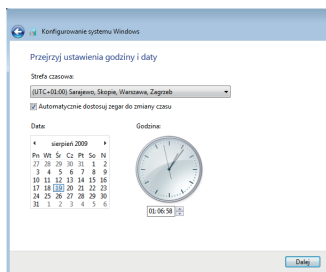 Konfigurowanie systemu Windows
Przejrzyj ustawienia godziny i daty
Strefa czasowa:
(UTC+01:00) Sarajewo, Skopie, Warszawa, Zagrzeb
Automatycznie dostosuj zegar do zmiany czasu
Data: Godzina:
sierpień 2009
Pn Wt Śr Cz Pt So N
27 28 29 30 31 1 2
3 4 5 6 7 8 9
10 11 12 13 14 15 16
17 18 19 20 21 22 23
24 25 26 27 28 29 30
31 1 2 3 4 5 6
01:06:58
Dalej